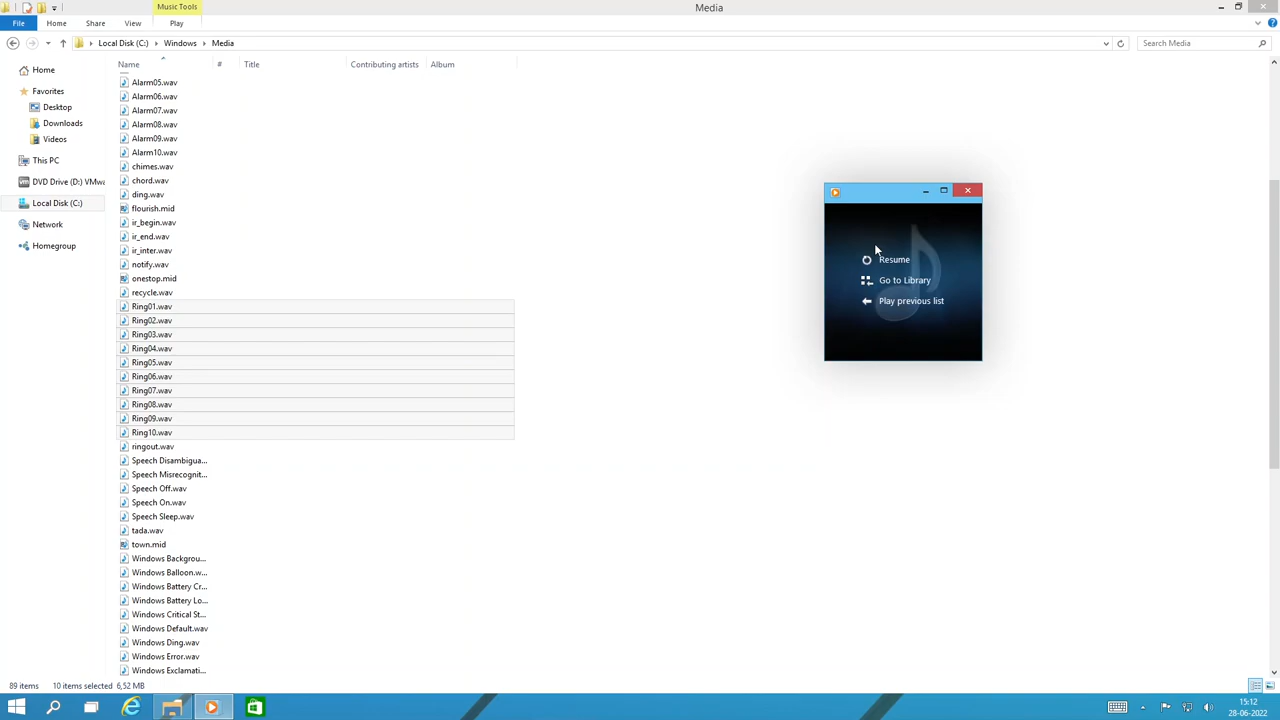 Music Tools
Media
File
Home
Share
View
Play
Local Disk (C:)
Windows
Media
Search Media
Name
#
Title
Contributing artists
Album
Home
Favorites
Desktop
Downloads
Videos
This PC
DVD Drive (D:) VMwa
Local Disk (C:)
Network
Homegroup
Alarm05.wav
Alarm06.wav
Alarm07.wav
Alarm08.wav
Alarm09.wav
Alarm10.wav
chimes.wav
chord.wav
ding.wav
flourish.mid
ir_begin.wav
ir_end.wav
ir_inter.wav
notify.wav
onestop.mid
recycle.wav
Ring01.wav
Ring02.wav
Ring03.wav
Ring04.wav
Ring05.wav
Ring06.wav
Ring07.wav
Ring08.wav
Ring09.wav
Ring10.wav
ringout.wav
Speech Disambigua...
Speech Misrecognit...
Speech Off.wav
Speech On.wav
Speech Sleep.wav
tada.wav
town.mid
Windows Backgrou...
Windows Balloon.w...
Windows Battery Cr...
Windows Battery Lo...
Windows Critical St...
Windows Default.wav
Windows Ding.wav
Windows Error.wav
Windows Exclamati...
Resume
Go to Library
Play previous list
89 items
10 items selected 6,52 MB
15:12
28-06-2022